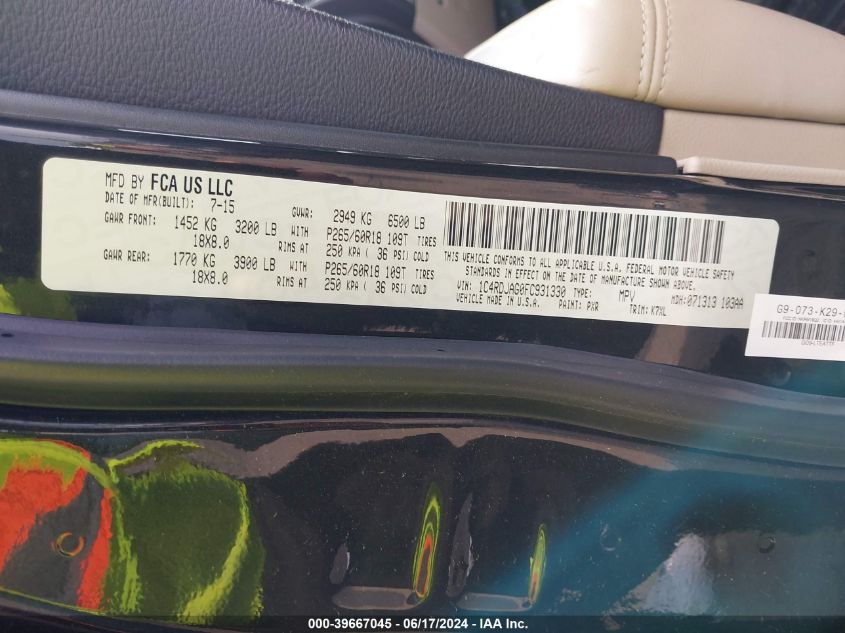 MFD BY FCA US LLC
DATE OF MFR(BUILT): 7-15 GVWR: 2949 KG 6500 LB
GAWR FRONT: 1452 KG 3200 LB WITH P265/60R18 109T TIRES
18X8.0 RIMS AT 250 KPA ( 36 PSI) COLD
GAWR REAR: 1770 KG 3900 LB WITH P265/60R18 109T TIRES
18X8.0 RIMS AT 250 KPA ( 36 PSI) COLD
THIS VEHICLE CONFORMS TO ALL APPLICABLE U.S.A. FEDERAL MOTOR VEHICLE SAFETY
STANDARDS IN EFFECT ON THE DATE OF MANUFACTURE SHOWN ABOVE.
VIN: 1C4RDJAG0FC931330 TYPE: MPV MDH: 071313 103AA
VEHICLE MADE IN U.S.A. PAINT: PXR TRIM: K7XL
G9-073-K29-
000-39667045 - 06/17/2024 - IAA Inc.